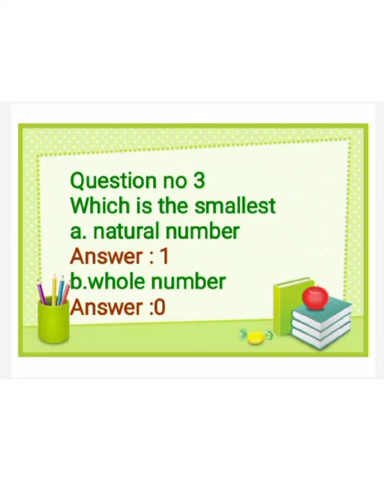 Question no 3
Which is the smallest
a. natural number
Answer : 1
b.whole number
Answer :0